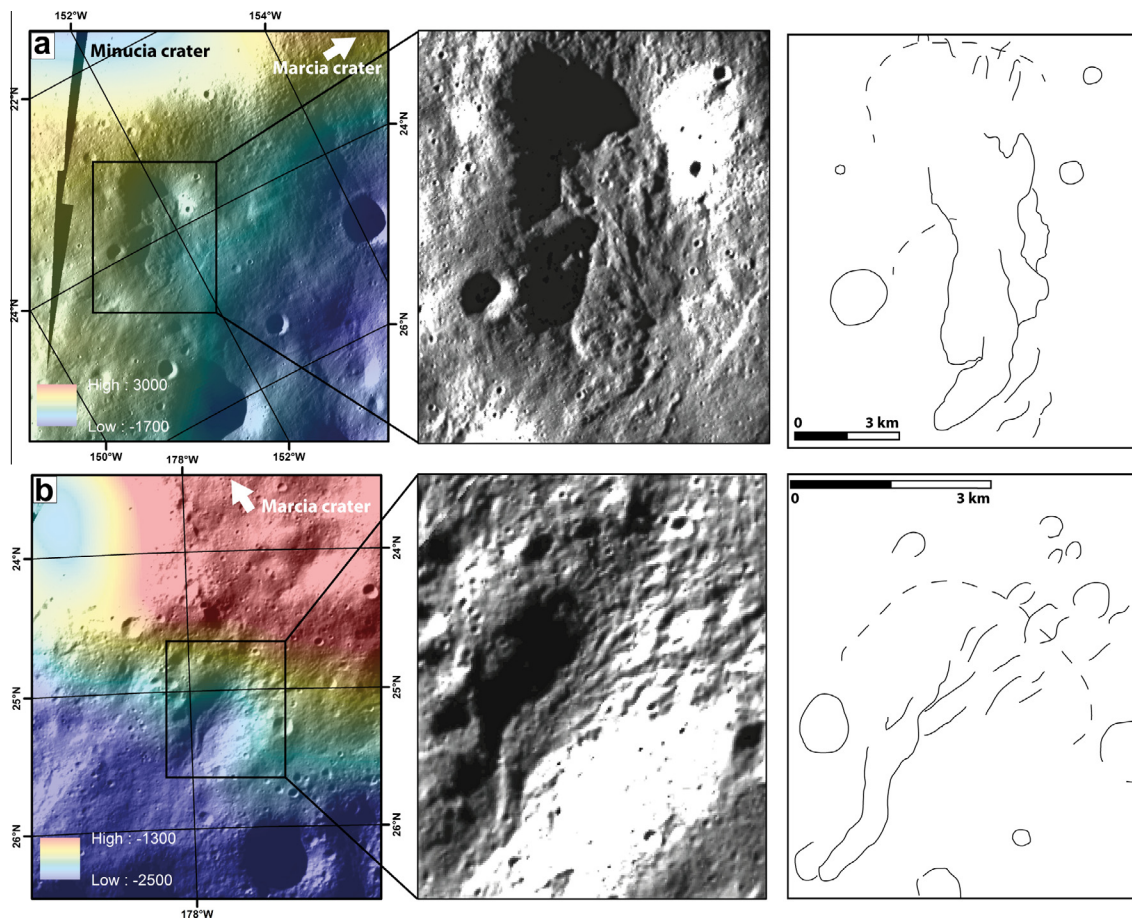 152°W 154°W
a
Minucia crater
Marcia crater
22°N
24°N
24°N
26°N
High : 3000
Low : -1700
150°W 152°W
0 3 km
178°W
b
Marcia crater
0 3 km
24°N
24°N
25°N
25°N
26°N
26°N
High : -1300
Low : -2500
178°W